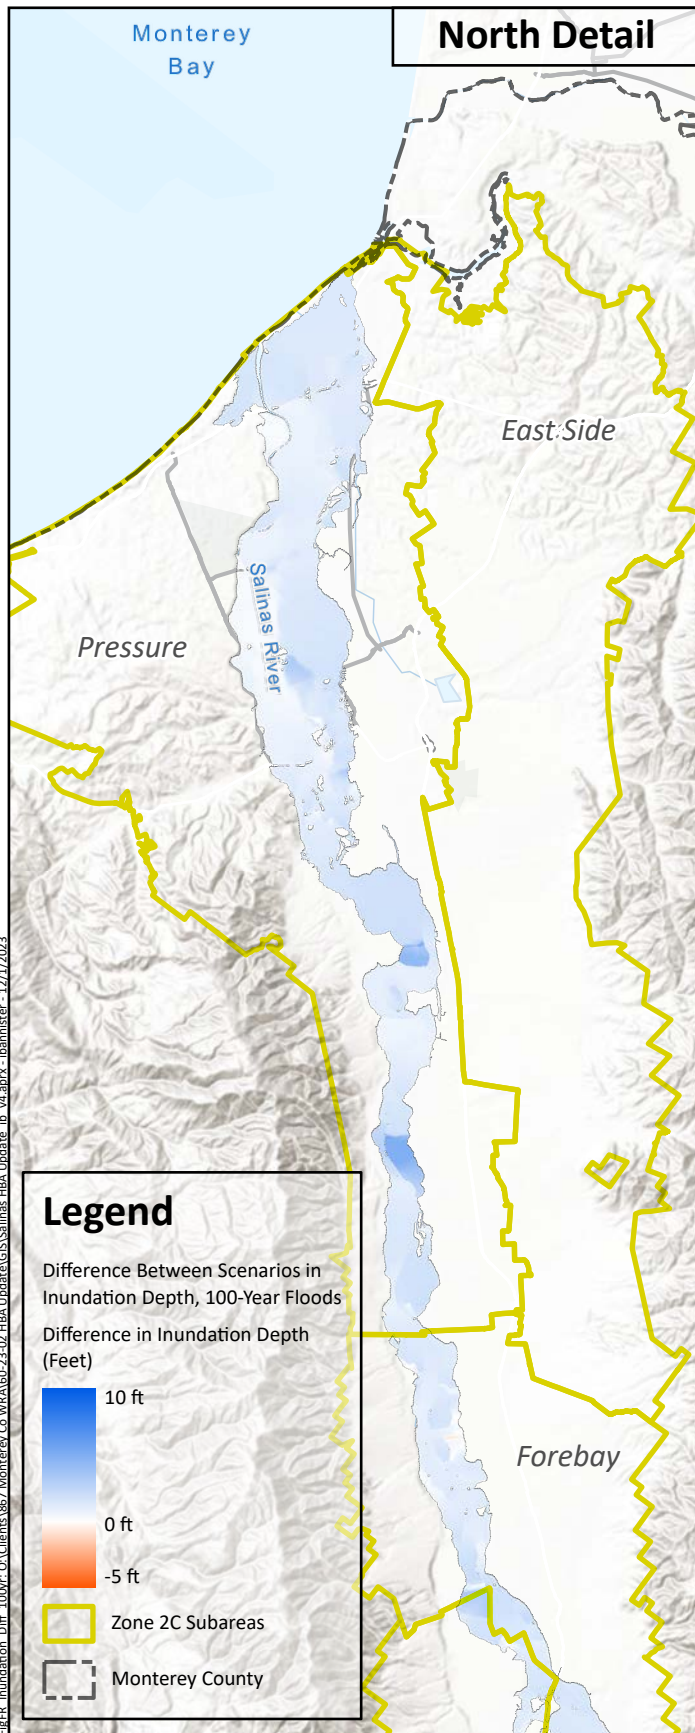 North Detail
Monterey
Bay
East Side
Salinas River
Pressure
Forebay
Legend
Difference Between Scenarios in
Inundation Depth, 100-Year Floods
Difference in Inundation Depth
(Feet)
10 ft
0 ft
-5 ft
Zone 2C Subareas
Monterey County